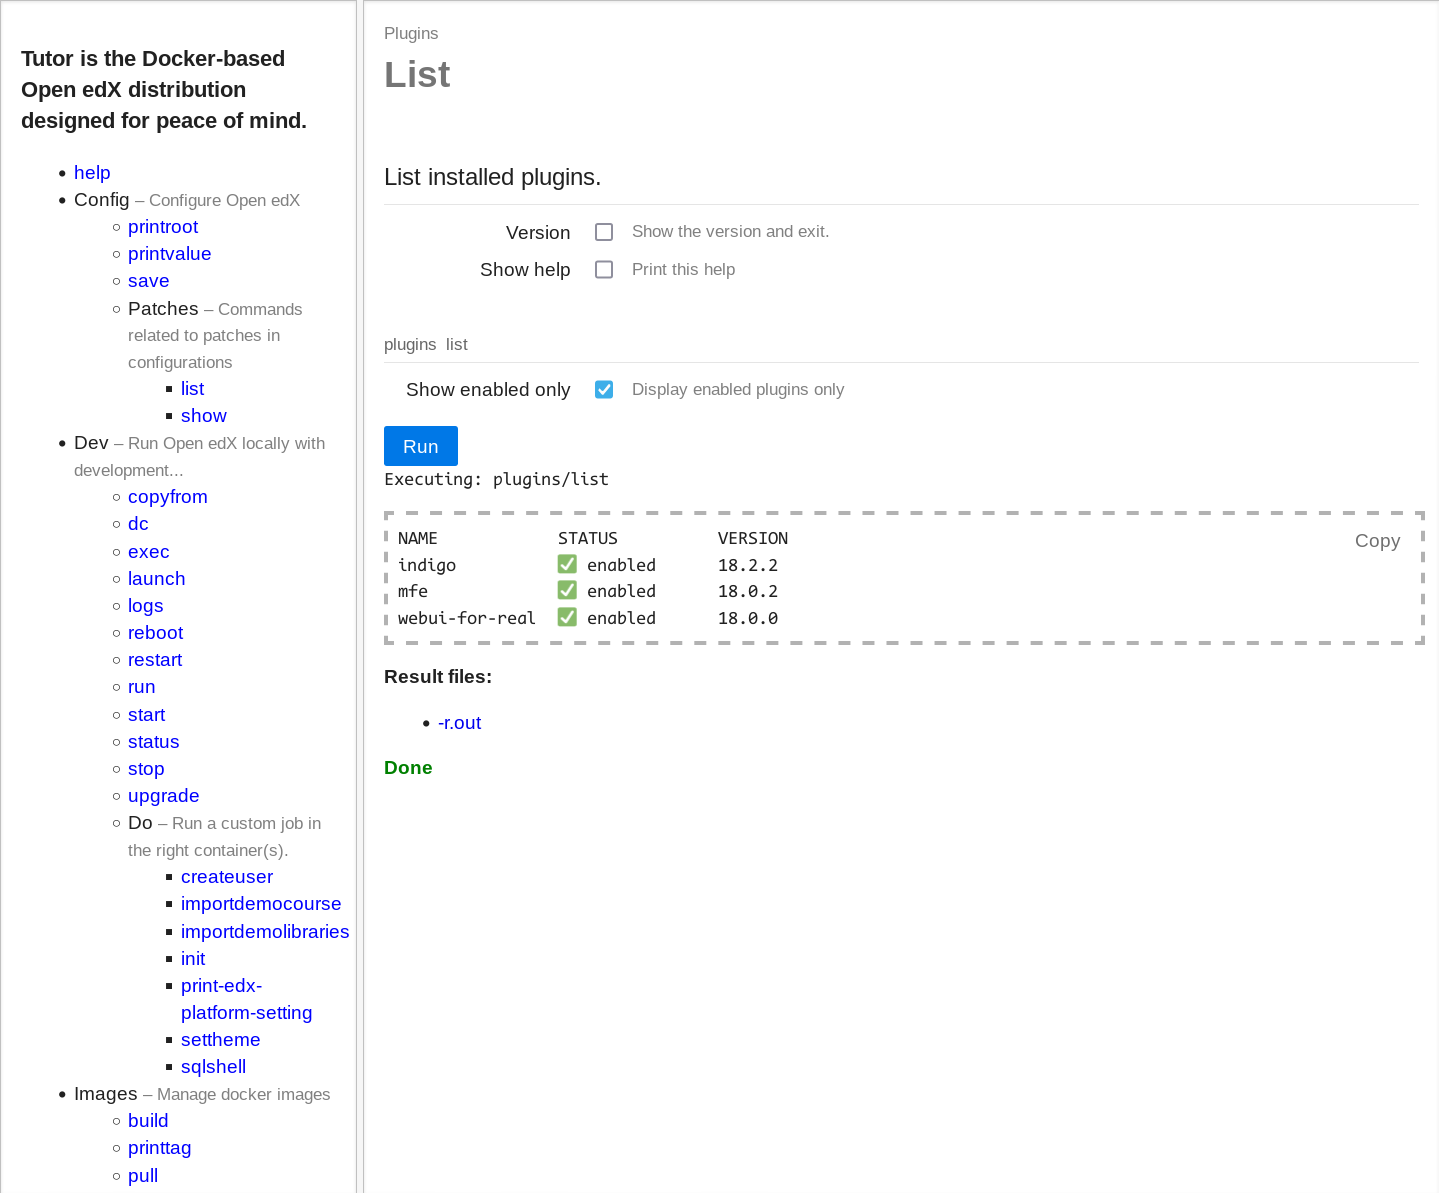 Tutor is the Docker-based
Open edX distribution
designed for peace of mind.
help
Config – Configure Open edX
printroot
printvalue
save
Patches – Commands
related to patches in
configurations
list
show
Dev – Run Open edX locally with
development...
copyfrom
dc
exec
launch
logs
reboot
restart
run
start
status
stop
upgrade
Do – Run a custom job in
the right container(s).
createuser
importdemocourse
importdemolibraries
init
print-edx-
platform-setting
settheme
sqlshell
Images – Manage docker images
build
printtag
pull
Plugins
List
List installed plugins.
Version Show the version and exit.
Show help Print this help
plugins list
Show enabled only Display enabled plugins only
Run
Executing: plugins/list
Copy
NAME STATUS VERSION
indigo ✅ enabled 18.2.2
mfe ✅ enabled 18.0.2
webui-for-real ✅ enabled 18.0.0
Result files:
-r.out
Done